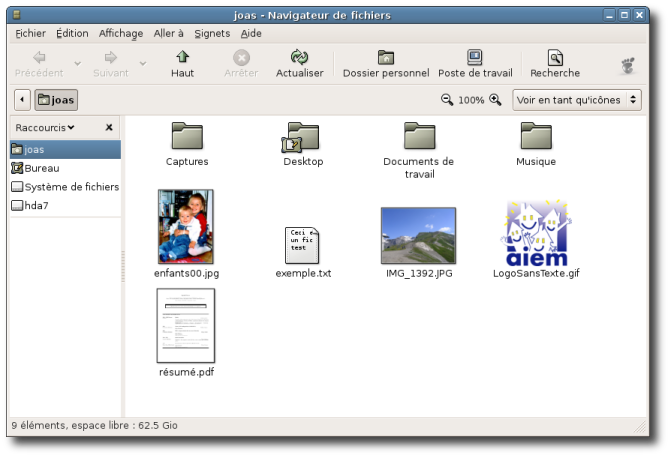 joas - Navigateur de fichiers
Fichier Édition Affichage Aller à Signets Aide
Précédent Suivant Haut Arrêter Actualiser Dossier personnel Poste de travail Recherche
joas 100% Voir en tant qu'icônes
Raccourcis
joas
Bureau
Système de fichiers
hda7
Captures Desktop Documents de travail Musique
Ceci e
un fic
test
aiem
enfants00.jpg exemple.txt IMG_1392.JPG LogoSansTexte.gif
résumé.pdf
9 éléments, espace libre : 62.5 Gio